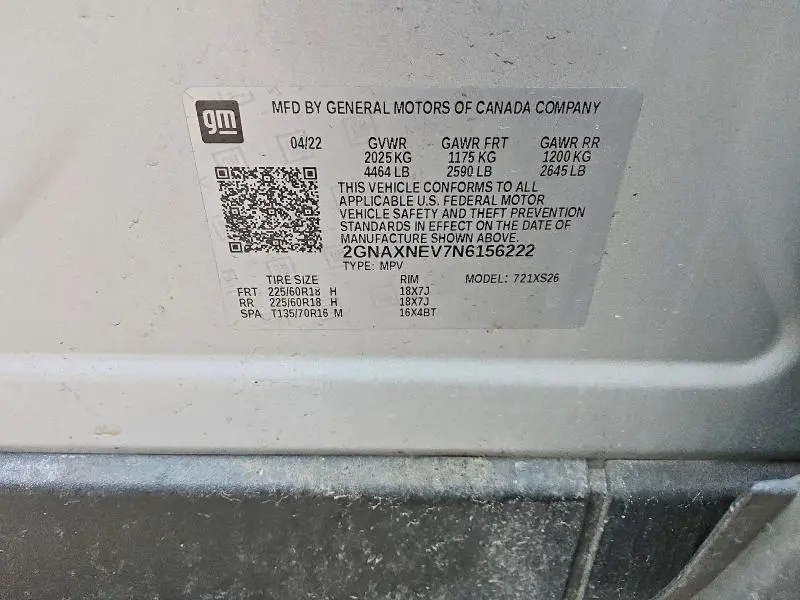 gm
MFD BY GENERAL MOTORS OF CANADA COMPANY
04/22 GVWR GAWR FRT GAWR RR
2025 KG 1175 KG 1200 KG
4464 LB 2590 LB 2645 LB
THIS VEHICLE CONFORMS TO ALL
APPLICABLE U.S. FEDERAL MOTOR
VEHICLE SAFETY AND THEFT PREVENTION
STANDARDS IN EFFECT ON THE DATE OF
MANUFACTURE SHOWN ABOVE.
2GNAXNEV7N6156222
TYPE: MPV
TIRE SIZE RIM MODEL: 721XS26
FRT 225/60R18 H 18X7J
RR 225/60R18 H 18X7J
SPA T135/70R16 M 16X4BT